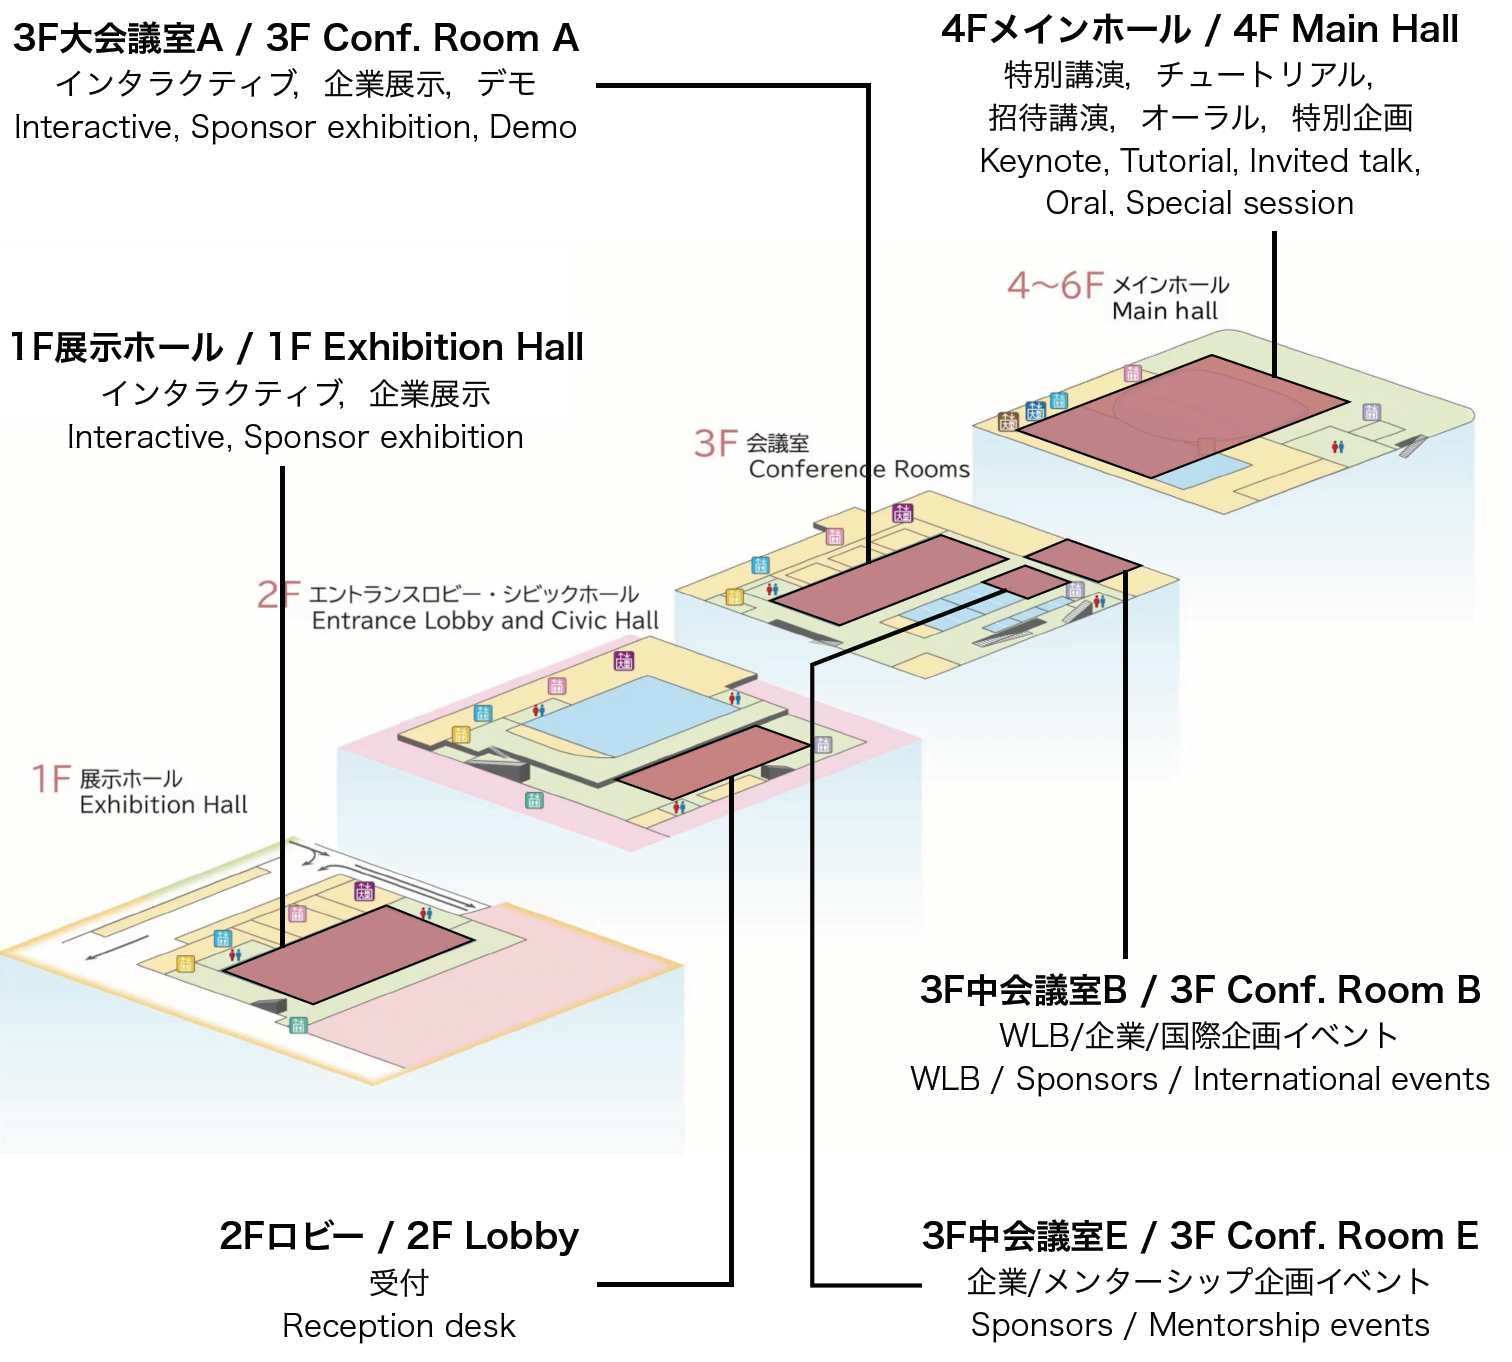 3F大会議室A / 3F Conf. Room A
インタラクティブ, 企業展示, デモ
Interactive, Sponsor exhibition, Demo
4Fメインホール / 4F Main Hall
特別講演, チュートリアル,
招待講演, オーラル, 特別企画
Keynote, Tutorial, Invited talk,
Oral, Special session
4～6F メインホール
Main hall
1F展示ホール / 1F Exhibition Hall
インタラクティブ, 企業展示
Interactive, Sponsor exhibition
3F 会議室
Conference Rooms
2F エントランスロビー・シビックホール
Entrance Lobby and Civic Hall
1F 展示ホール
Exhibition Hall
3F中会議室B / 3F Conf. Room B
WLB/企業/国際企画イベント
WLB / Sponsors / International events
2Fロビー / 2F Lobby
受付
Reception desk
3F中会議室E / 3F Conf. Room E
企業/メンターシップ企画イベント
Sponsors / Mentorship events